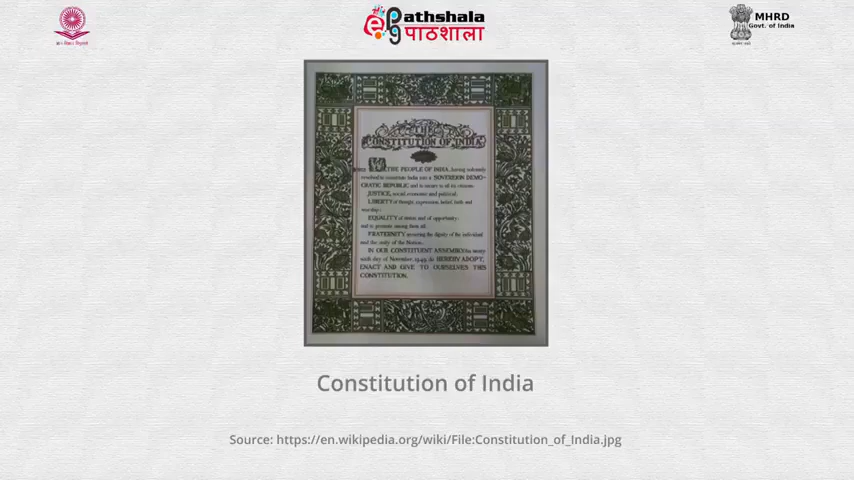 ePathshala
पाठशाला
MHRD
Govt. of India
THE
CONSTITUTION OF INDIA
WE, THE PEOPLE OF INDIA, having solemnly
resolved to constitute India into a SOVEREIGN DEMO-
CRATIC REPUBLIC and to secure to all its citizens:
JUSTICE, social, economic and political;
LIBERTY of thought, expression, belief, faith and
worship;
EQUALITY of status and of opportunity;
and to promote among them all
FRATERNITY assuring the dignity of the individual
and the unity of the Nation;
IN OUR CONSTITUENT ASSEMBLY this twenty
sixth day of November, 1949, do HEREBY ADOPT,
ENACT AND GIVE TO OURSELVES THIS
CONSTITUTION.
Constitution of India
Source: https://en.wikipedia.org/wiki/File:Constitution_of_India.jpg